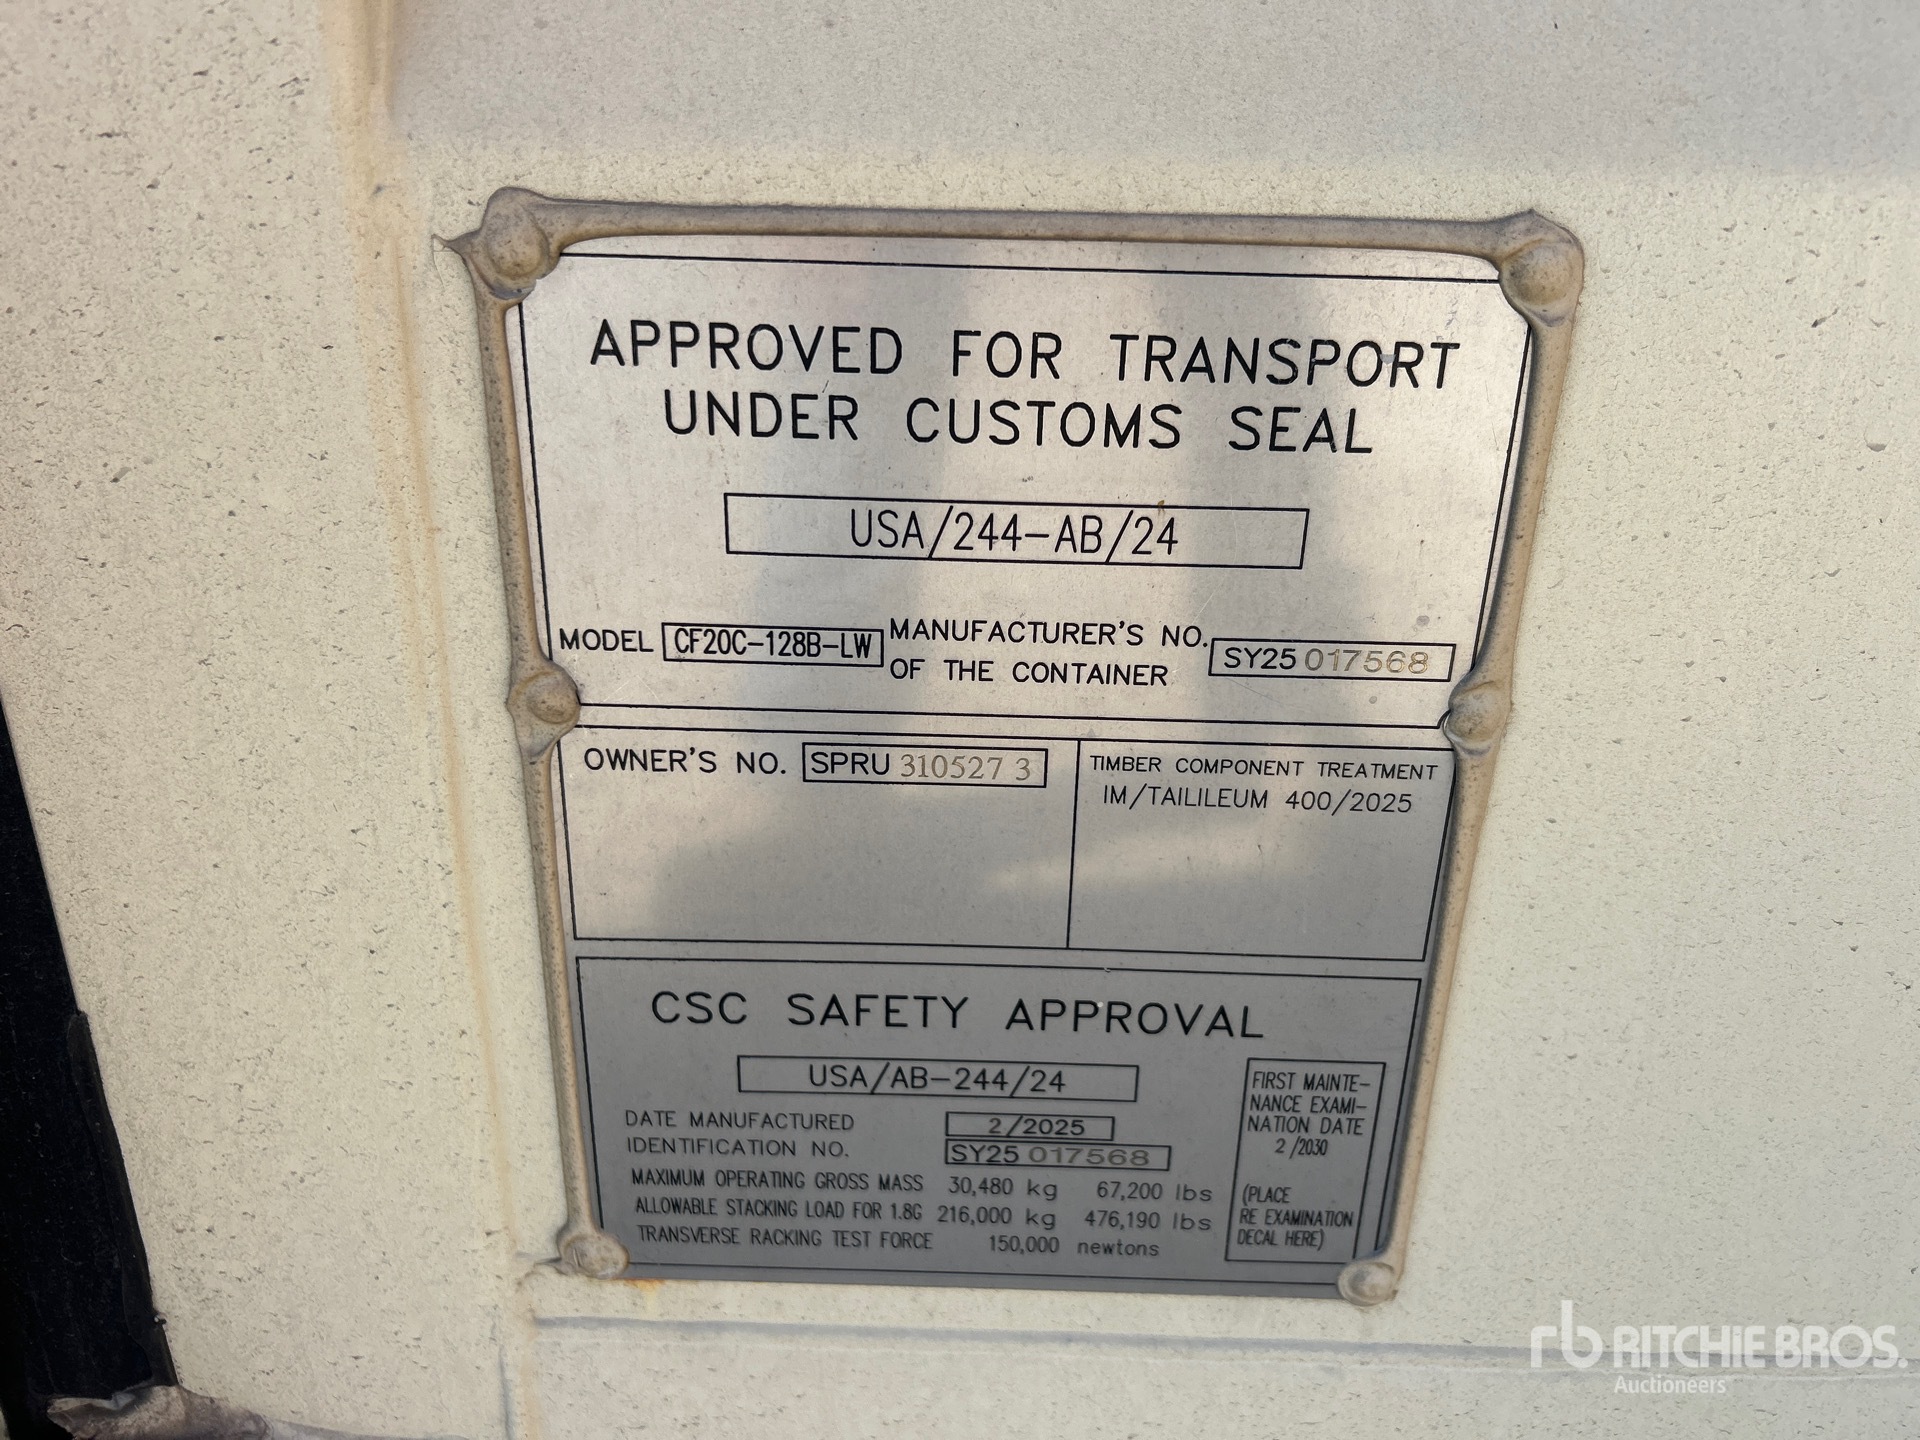 APPROVED FOR TRANSPORT
UNDER CUSTOMS SEAL
USA/244-AB/24
MODEL CF20C-128B-LW MANUFACTURER'S NO. OF THE CONTAINER SY25 017568
OWNER'S NO. SPRU 310527 3
TIMBER COMPONENT TREATMENT
IM/TAILILEUM 400/2025
CSC SAFETY APPROVAL
USA/AB-244/24
DATE MANUFACTURED 2/2025
IDENTIFICATION NO. SY25 017568
MAXIMUM OPERATING GROSS MASS 30,480 kg 67,200 lbs
ALLOWABLE STACKING LOAD FOR 1.8G 216,000 kg 476,190 lbs
TRANSVERSE RACKING TEST FORCE 150,000 newtons
FIRST MAINTE-
NANCE EXAMI-
NATION DATE
2 /2030
(PLACE
RE EXAMINATION
DECAL HERE)
rb RITCHIE BROS.
Auctioneers